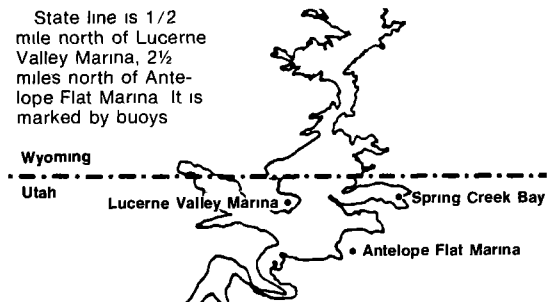 State line is 1/2
mile north of Lucerne
Valley Marina, 2½
miles north of Ante-
lope Flat Marina It is
marked by buoys
Wyoming
Utah
Lucerne Valley Marina
Spring Creek Bay
Antelope Flat Marina